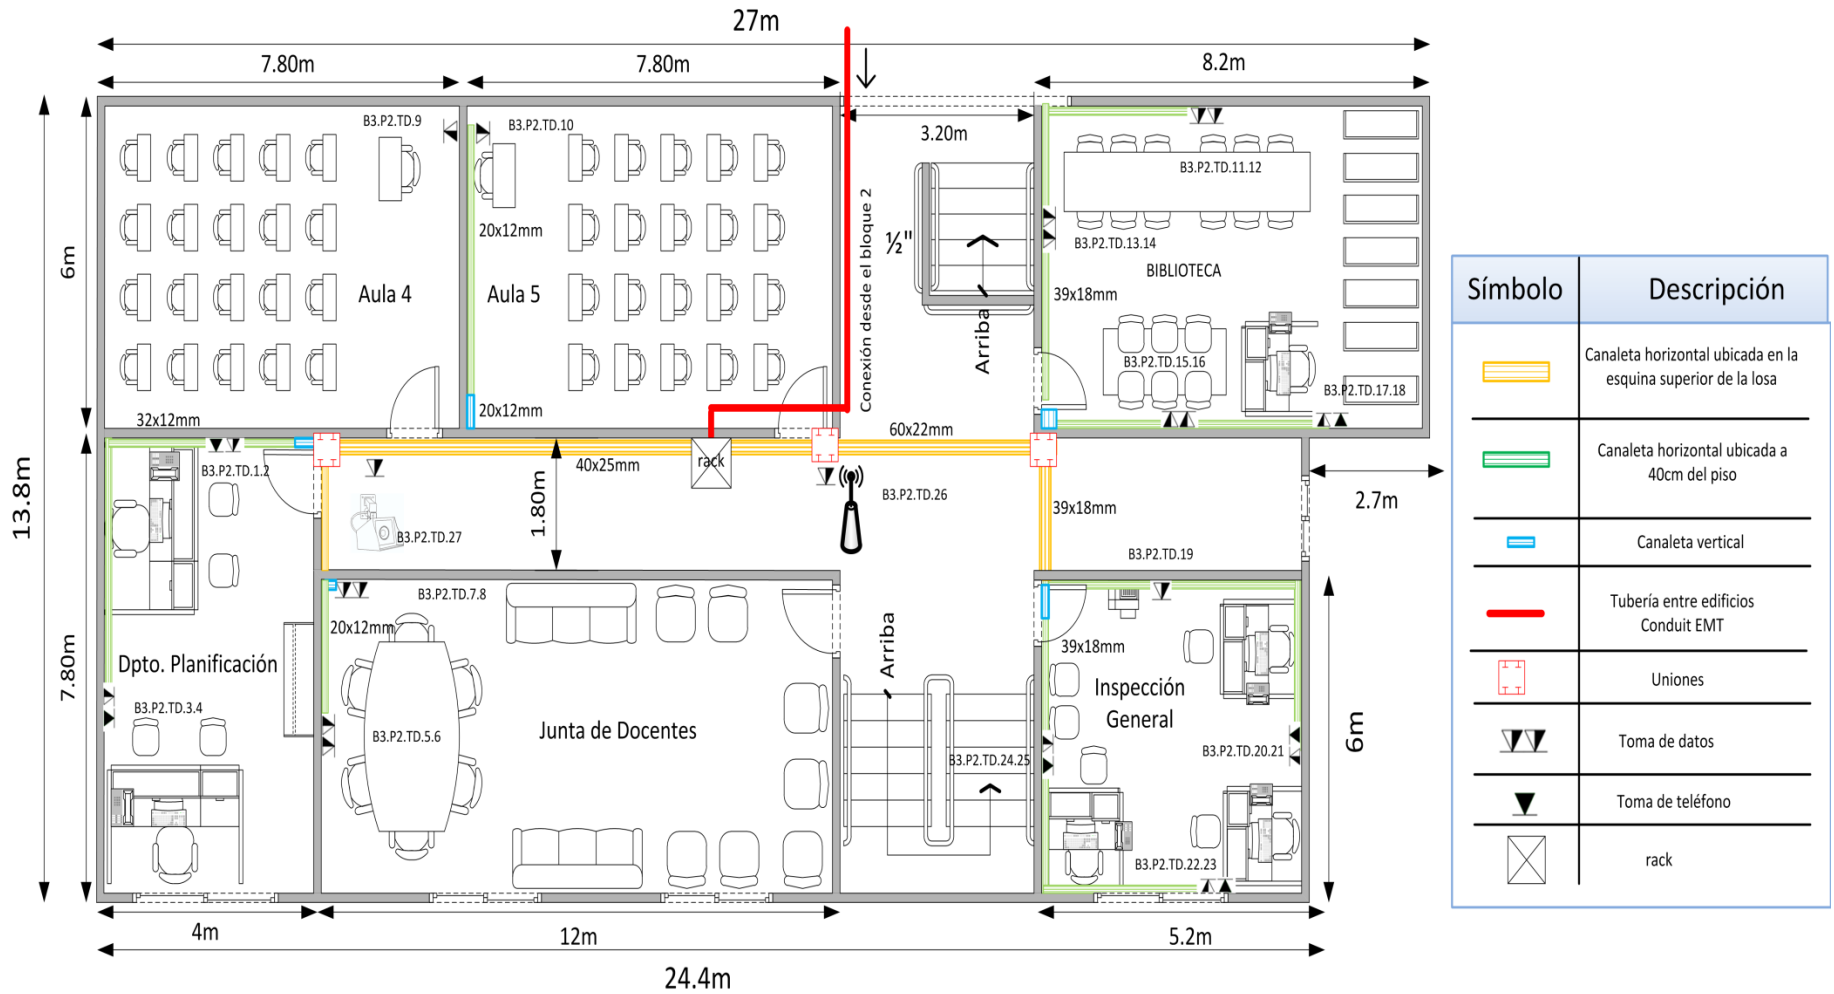 27m
7.80m
7.80m
8.2m
3.20m
B3.P2.TD.9
B3.P2.TD.10
B3.P2.TD.11.12
20x12mm
½"
B3.P2.TD.13.14
BIBLIOTECA
6m
Aula 4
Aula 5
39x18mm
Conexión desde el bloque 2
Arriba
B3.P2.TD.15.16
B3.P2.TD.17.18
32x12mm
20x12mm
60x22mm
13.8m
B3.P2.TD.1.2
40x25mm
rack
1.80m
B3.P2.TD.26
39x18mm
2.7m
B3.P2.TD.27
B3.P2.TD.19
B3.P2.TD.7.8
20x12mm
Arriba
39x18mm
7.80m
Dpto. Planificación
Inspección
General
B3.P2.TD.3.4
B3.P2.TD.5.6
Junta de Docentes
B3.P2.TD.24.25
B3.P2.TD.20.21
6m
B3.P2.TD.22.23
4m
12m
5.2m
24.4m
Símbolo Descripción
Canaleta horizontal ubicada en la
esquina superior de la losa
Canaleta horizontal ubicada a
40cm del piso
Canaleta vertical
Tubería entre edificios
Conduit EMT
Uniones
Toma de datos
Toma de teléfono
rack